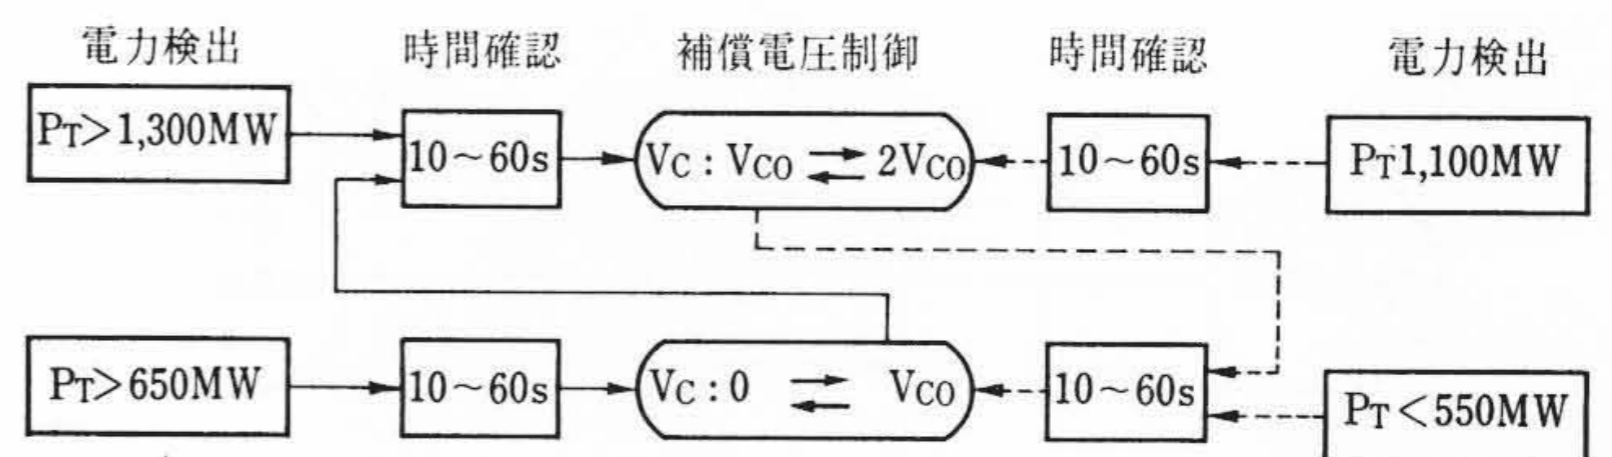 電力検出 時間確認 補償電圧制御 時間確認 電力検出
PT>1,300MW 10~60s VC:VCO ⇄ 2VCO 10~60s PT1,100MW
PT>650MW 10~60s VC:0 ⇄ VCO 10~60s PT<550MW